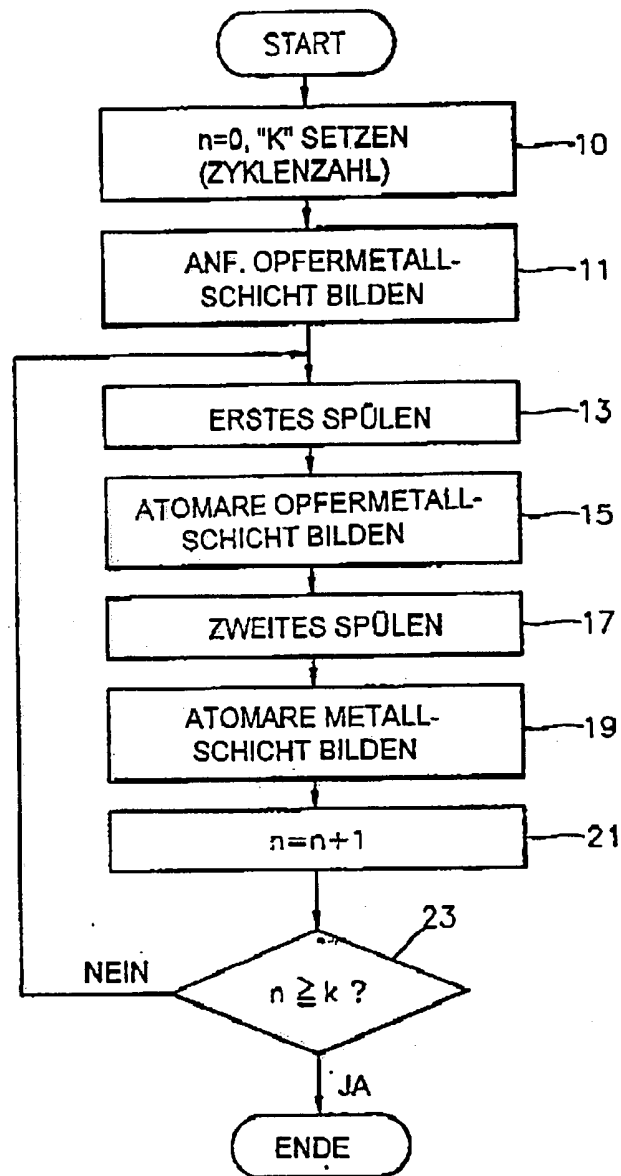 START
n=0, "K" SETZEN
(ZYKLENZAHL)
10
ANF. OPFERMETALL-
SCHICHT BILDEN
11
ERSTES SPÜLEN
13
ATOMARE OPFERMETALL-
SCHICHT BILDEN
15
ZWEITES SPÜLEN
17
ATOMARE METALL-
SCHICHT BILDEN
19
n=n+1
21
23
NEIN
n ≧ k ?
JA
ENDE